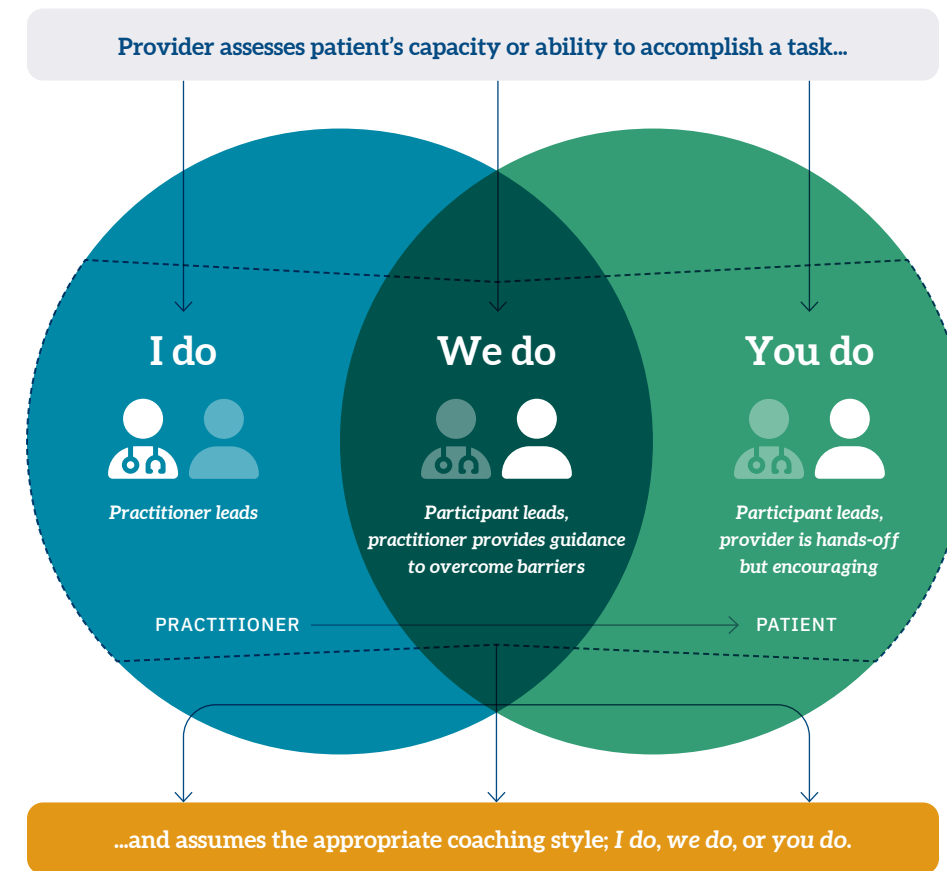 Provider assesses patient’s capacity or ability to accomplish a task...
I do
We do
You do
Practitioner leads
Participant leads,
practitioner provides guidance
to overcome barriers
Participant leads,
provider is hands-off
but encouraging
PRACTITIONER
PATIENT
...and assumes the appropriate coaching style; I do, we do, or you do.